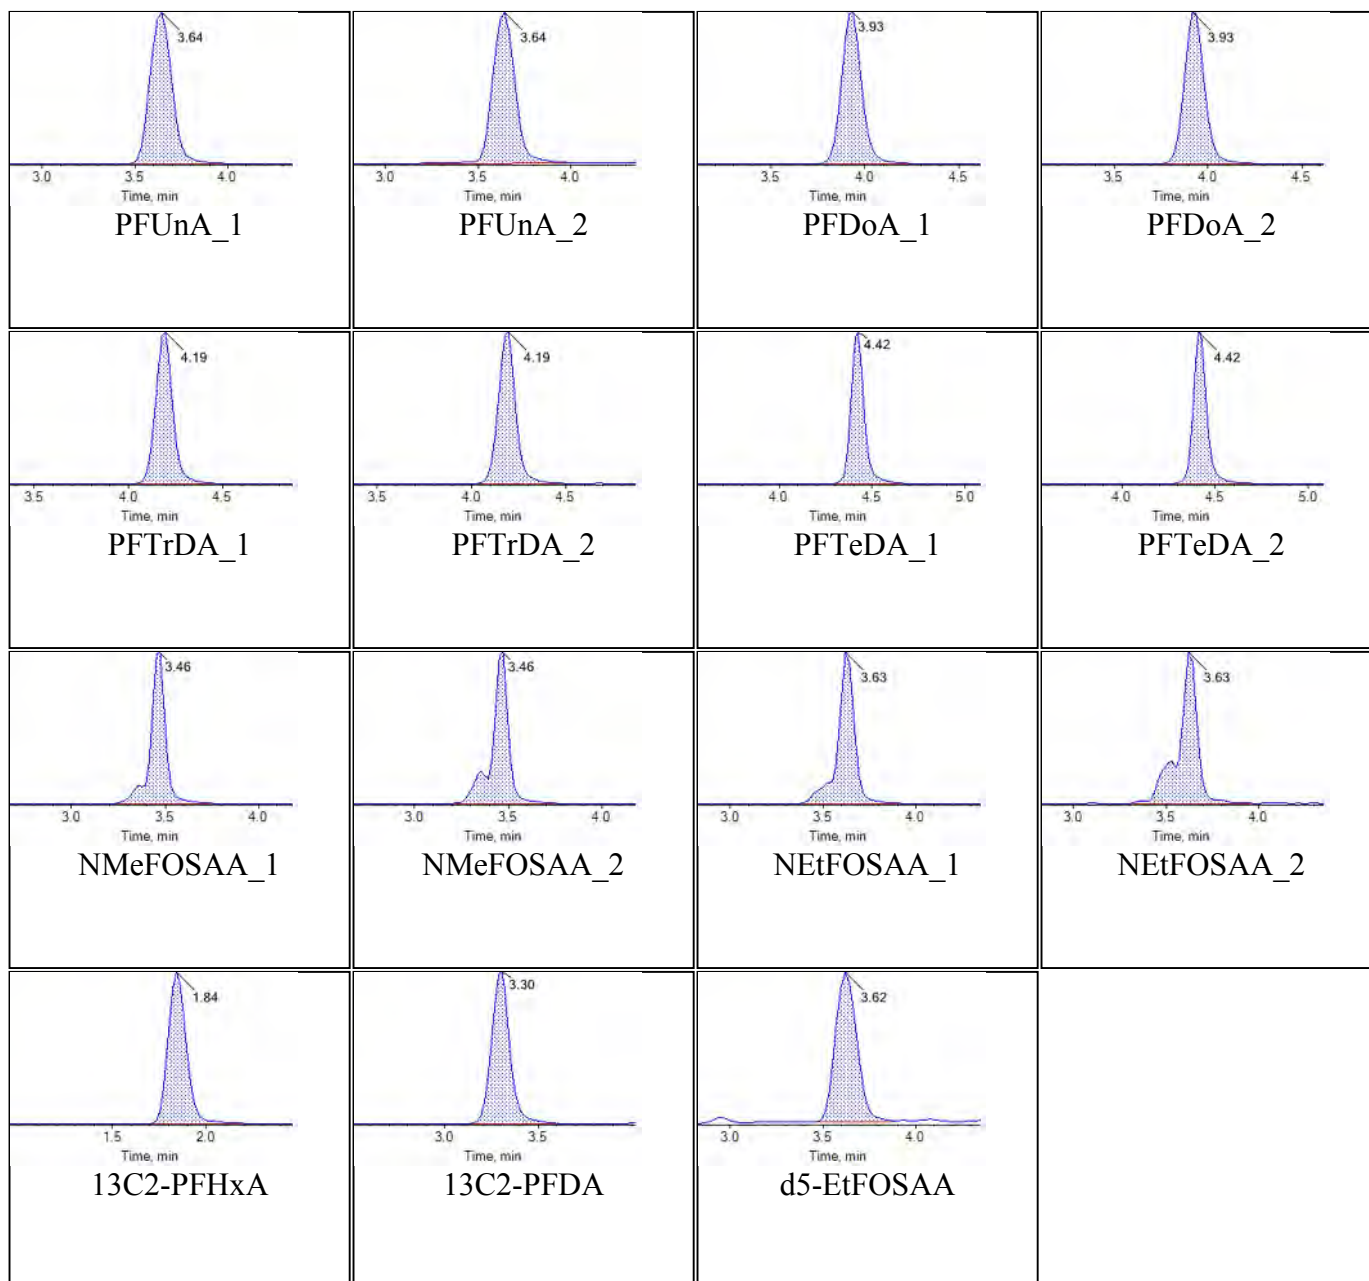 3.64
3.0 3.5 4.0
Time, min
PFUnA_1
3.64
3.0 3.5 4.0
Time, min
PFUnA_2
3.93
3.5 4.0 4.5
Time, min
PFDoA_1
3.93
3.5 4.0 4.5
Time, min
PFDoA_2
4.19
3.5 4.0 4.5
Time, min
PFTrDA_1
4.19
3.5 4.0 4.5
Time, min
PFTrDA_2
4.42
4.0 4.5 5.0
Time, min
PFTeDA_1
4.42
4.0 4.5 5.0
Time, min
PFTeDA_2
3.46
3.0 3.5 4.0
Time, min
NMeFOSAA_1
3.46
3.0 3.5 4.0
Time, min
NMeFOSAA_2
3.63
3.0 3.5 4.0
Time, min
NEtFOSAA_1
3.63
3.0 3.5 4.0
Time, min
NEtFOSAA_2
1.84
1.5 2.0
Time, min
13C2-PFHxA
3.30
3.0 3.5
Time, min
13C2-PFDA
3.62
3.0 3.5 4.0
Time, min
d5-EtFOSAA